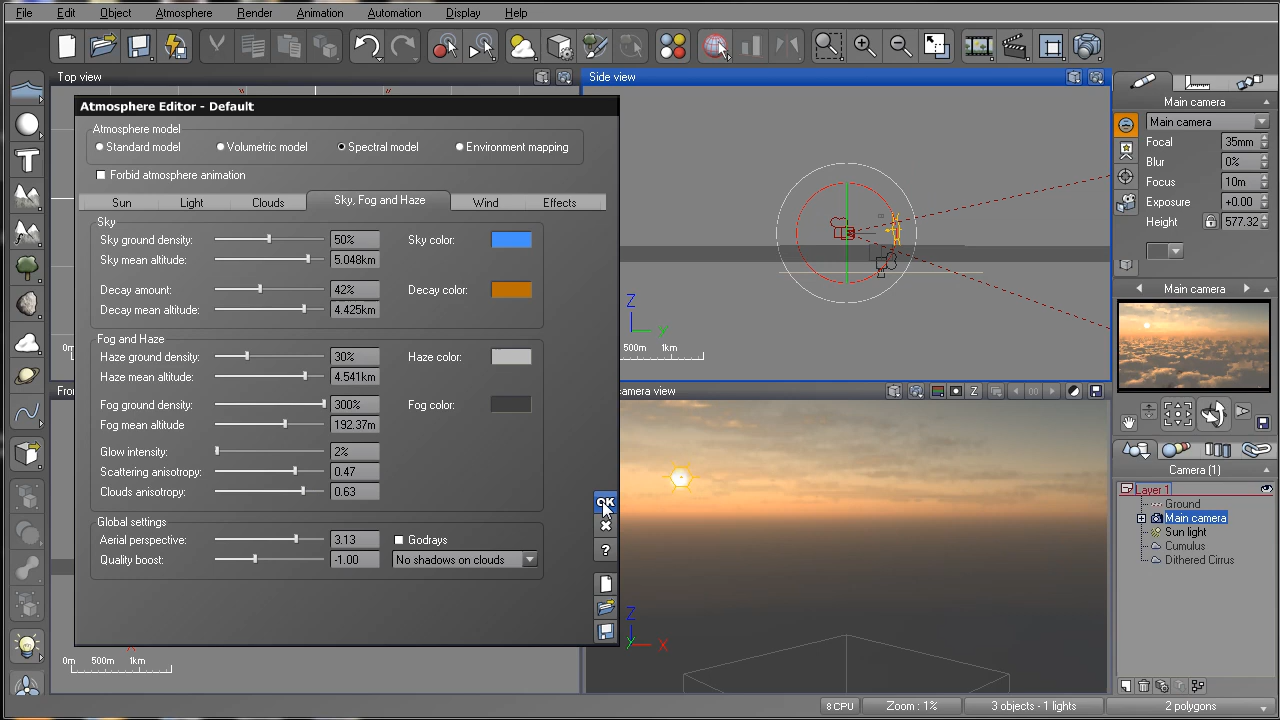 File Edit Object Atmosphere Render Animation Automation Display Help
Top view
Side view
Atmosphere Editor - Default
Atmosphere model
Standard model Volumetric model Spectral model Environment mapping
Forbid atmosphere animation
Sun Light Clouds Sky, Fog and Haze Wind Effects
Sky
Sky ground density: 50% Sky color:
Sky mean altitude: 5.048km
Decay amount: 42% Decay color:
Decay mean altitude: 4.425km
Fog and Haze
Haze ground density: 30% Haze color:
Haze mean altitude: 4.541km
Fog ground density: 300% Fog color:
Fog mean altitude 192.37m
Glow intensity: 2%
Scattering anisotropy: 0.47
Clouds anisotropy: 0.63
Global settings
Aerial perspective: 3.13 Godrays
Quality boost: -1.00 No shadows on clouds
OK
?
Z
500m 1km
camera view
Z
00
Z
X
0m 500m 1km
Main camera
Main camera
Focal 35mm
Blur 0%
Focus 10m
Exposure +0.00
Height 577.32
Main camera
Camera (1)
Layer 1
Ground
Main camera
Sun light
Cumulus
Dithered Cirrus
8 CPU Zoom : 1% 3 objects - 1 lights 2 polygons